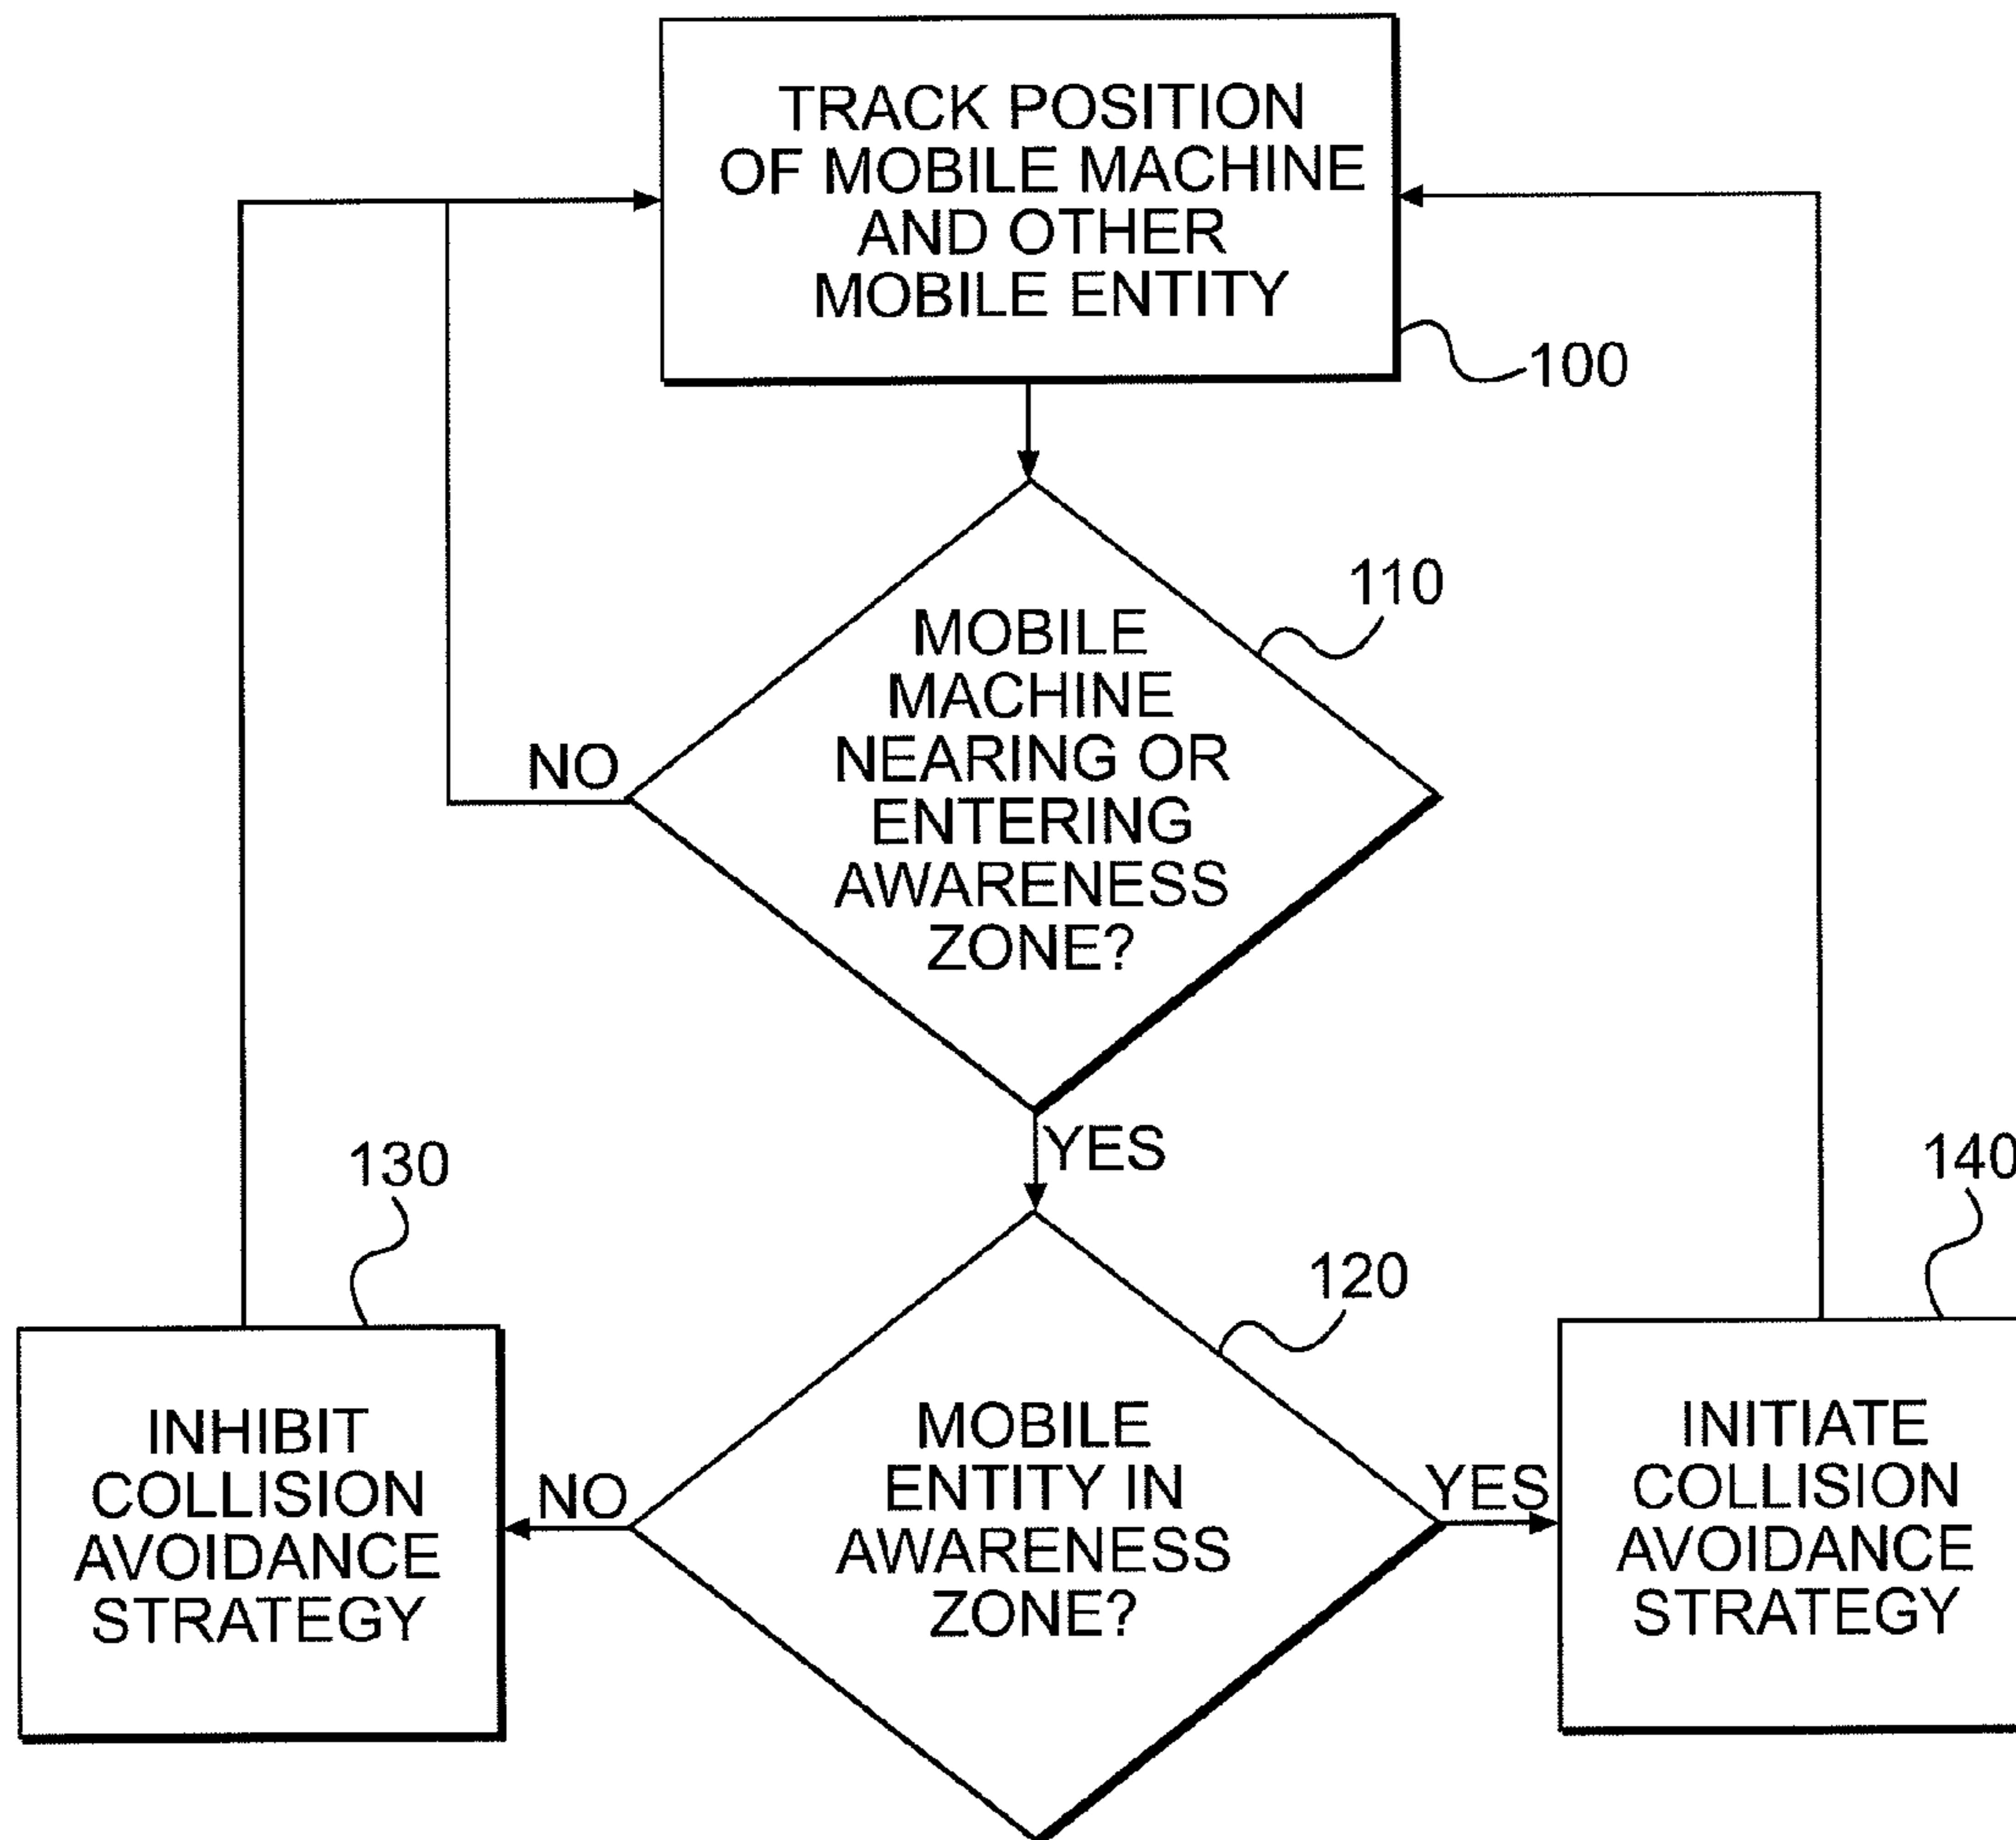 TRACK POSITION
OF MOBILE MACHINE
AND OTHER
MOBILE ENTITY
100
MOBILE
MACHINE
NEARING OR
ENTERING
AWARENESS
ZONE?
110
NO
YES
130
INHIBIT
COLLISION
AVOIDANCE
STRATEGY
NO
MOBILE
ENTITY IN
AWARENESS
ZONE?
120
YES
140
INITIATE
COLLISION
AVOIDANCE
STRATEGY